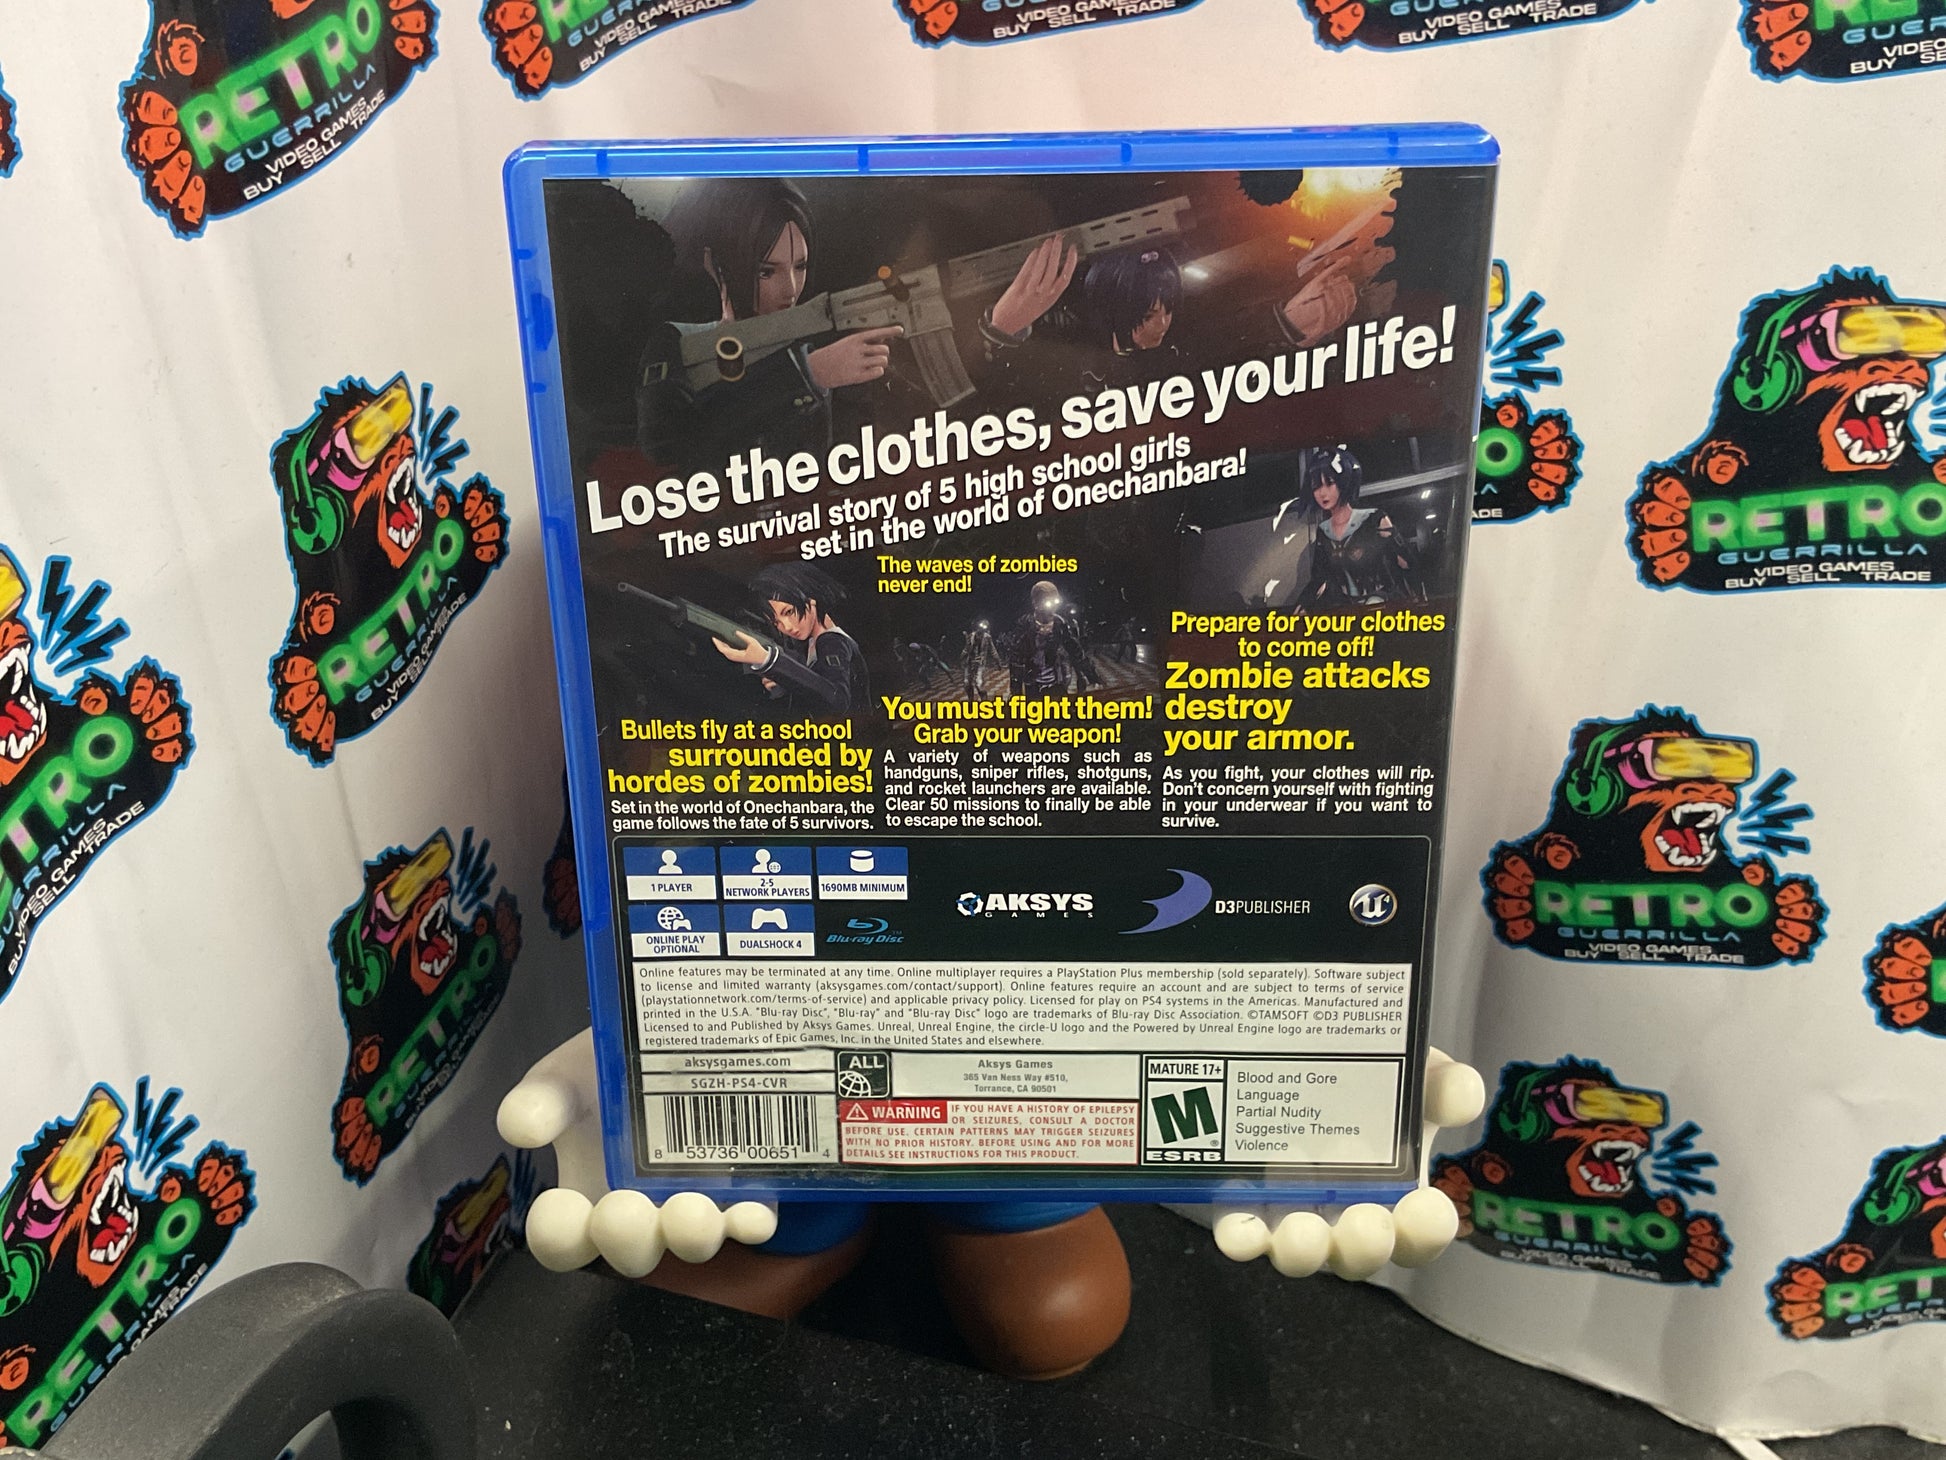 RETRO
GUERRILLA
VIDEO GAMES
BUY SELL TRADE
Lose the clothes, save your life!
The survival story of 5 high school girls
set in the world of Onechanbara!
The waves of zombies
never end!
Bullets fly at a school
surrounded by
hordes of zombies!
Set in the world of Onechanbara, the
game follows the fate of 5 survivors.
You must fight them!
Grab your weapon!
A variety of weapons such as
handguns, sniper rifles, shotguns,
and rocket launchers are available.
Clear 50 missions to finally be able
to escape the school.
Prepare for your clothes
to come off!
Zombie attacks
destroy
your armor.
As you fight, your clothes will rip.
Don't concern yourself with fighting
in your underwear if you want to
survive.
1 PLAYER
2-5
NETWORK PLAYERS
1690MB MINIMUM
ONLINE PLAY
OPTIONAL
DUALSHOCK 4
Blu-ray Disc™
AKSYS
GAMES
D3PUBLISHER
U4
Online features may be terminated at any time. Online multiplayer requires a PlayStation Plus membership (sold separately). Software subject
to license and limited warranty (aksysgames.com/contact/support). Online features require an account and are subject to terms of service
(playstationnetwork.com/terms-of-service) and applicable privacy policy. Licensed for play on PS4 systems in the Americas. Manufactured and
printed in the U.S.A. "Blu-ray Disc", "Blu-ray" and "Blu-ray Disc" logo are trademarks of Blu-ray Disc Association. ©TAMSOFT ©D3 PUBLISHER
Licensed to and Published by Aksys Games. Unreal, Unreal Engine, the circle-U logo and the Powered by Unreal Engine logo are trademarks or
registered trademarks of Epic Games, Inc. in the United States and elsewhere.
aksysgames.com
SGZH-PS4-CVR
8 53736 00651 4
ALL
Aksys Games
365 Van Ness Way #510,
Torrance, CA 90501
WARNING IF YOU HAVE A HISTORY OF EPILEPSY
OR SEIZURES, CONSULT A DOCTOR
BEFORE USE. CERTAIN PATTERNS MAY TRIGGER SEIZURES
WITH NO PRIOR HISTORY. BEFORE USING AND FOR MORE
DETAILS SEE INSTRUCTIONS FOR THIS PRODUCT.
MATURE 17+
M
ESRB
Blood and Gore
Language
Partial Nudity
Suggestive Themes
Violence